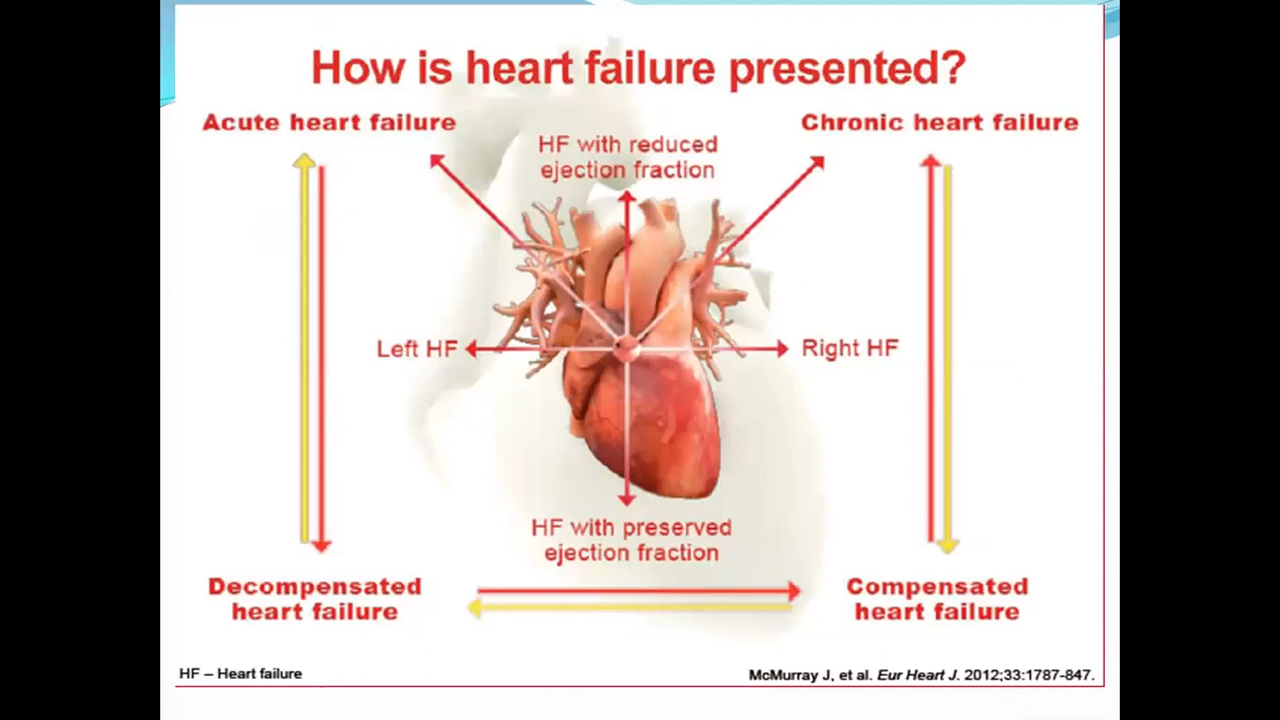 How is heart failure presented?
Acute heart failure
Chronic heart failure
HF with reduced
ejection fraction
Left HF
Right HF
HF with preserved
ejection fraction
Decompensated
heart failure
Compensated
heart failure
HF – Heart failure
McMurray J, et al. Eur Heart J. 2012;33:1787-847.